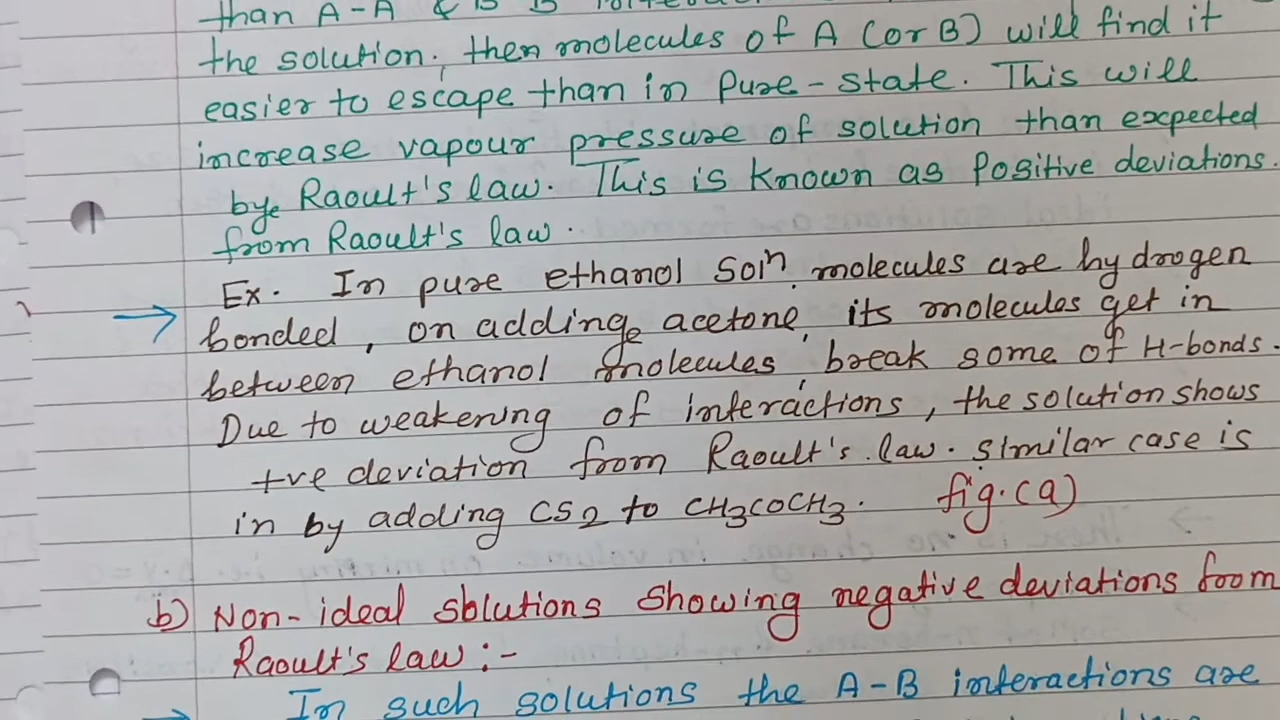 than A-A & B-B
the solution, then molecules of A (or B) will find it
easier to escape than in Pure-state. This will
increase vapour pressure of solution than expected
by Raoult's law. This is known as Positive deviations.
from Raoult's law.
Ex. In pure ethanol soln molecules are hydrogen
bonded, on adding acetone, its molecules get in
between ethanol molecules, break some of H-bonds.
Due to weakening of interactions, the solution shows
+ve deviation from Raoult's law. similar case is
in by adding CS2 to CH3COCH3. fig.(a)
b) Non-ideal solutions showing negative deviations from
Raoult's law :-
In such solutions the A-B interactions are